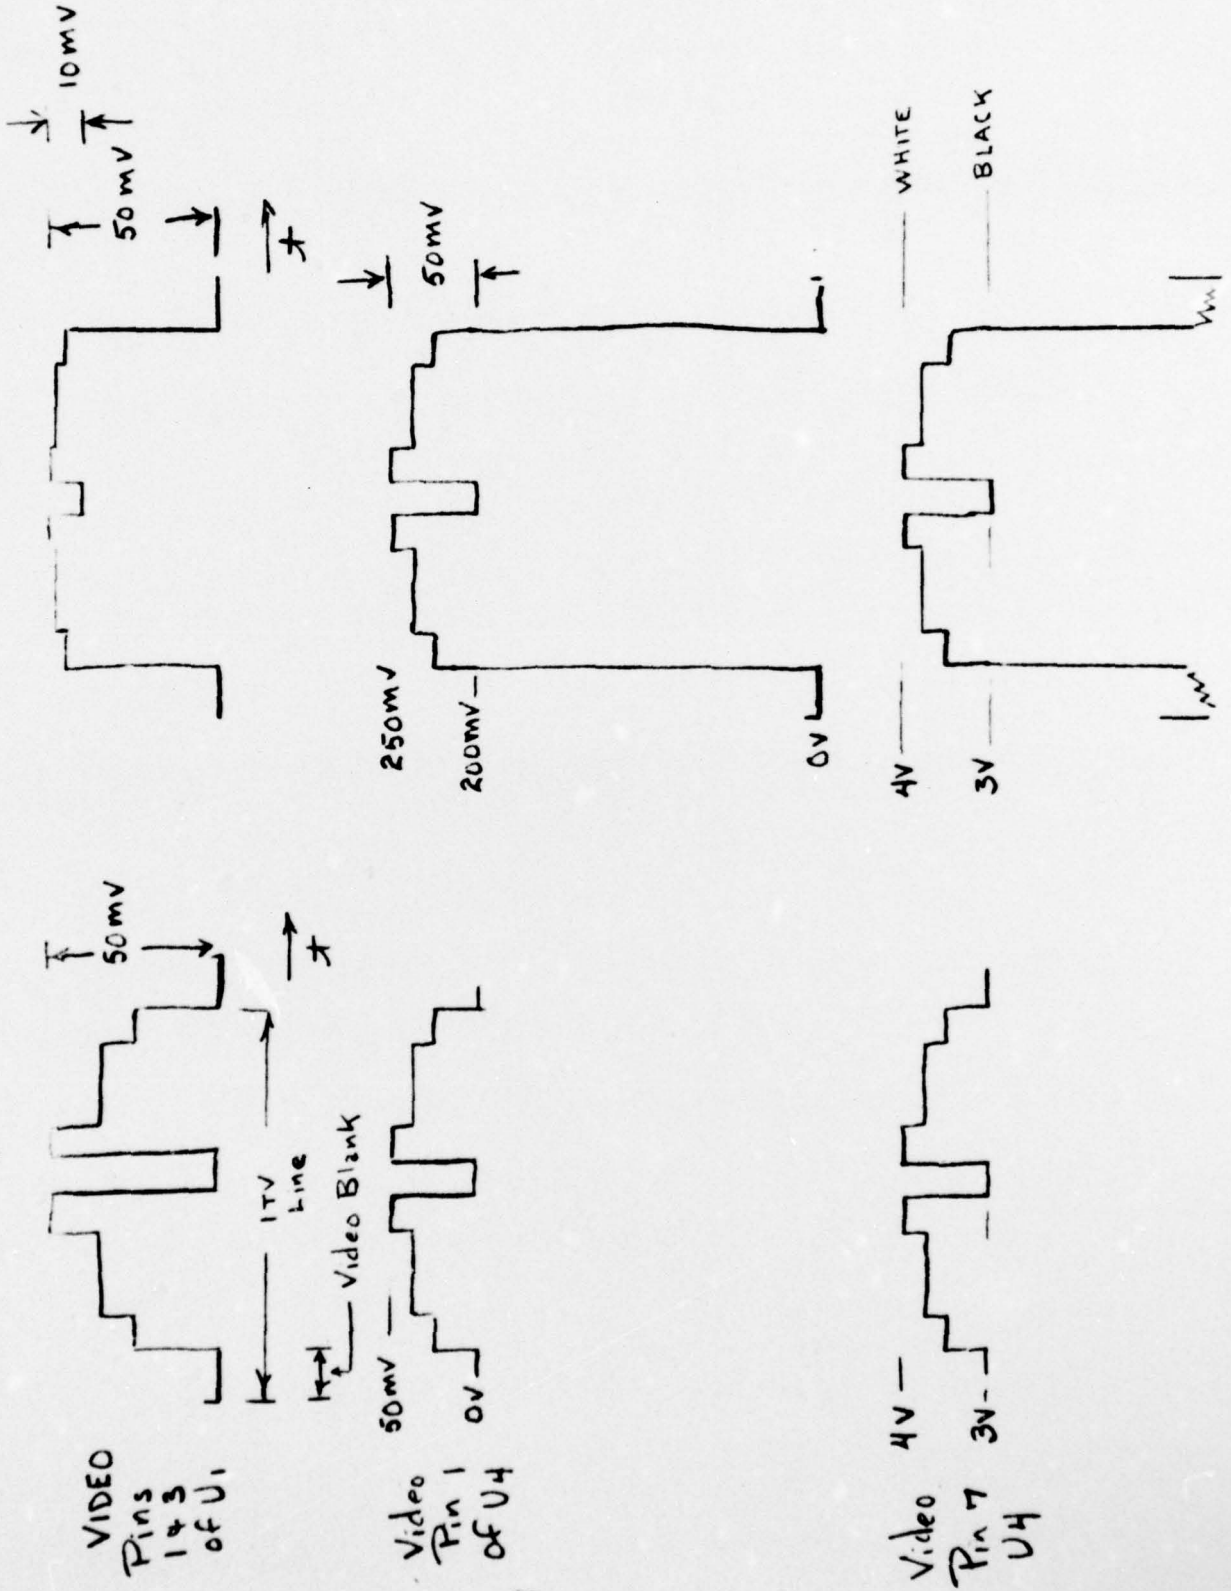 VIDEO
Pins
1 & 3
of U1
50mV
t
1 TV
Line
Video Blank
50mV
10mV
t
Video
Pin 1
of U4
50mV
0V
250mV
200mV
0V
50mV
Video
Pin 7
U4
4V
3V
4V
3V
WHITE
BLACK